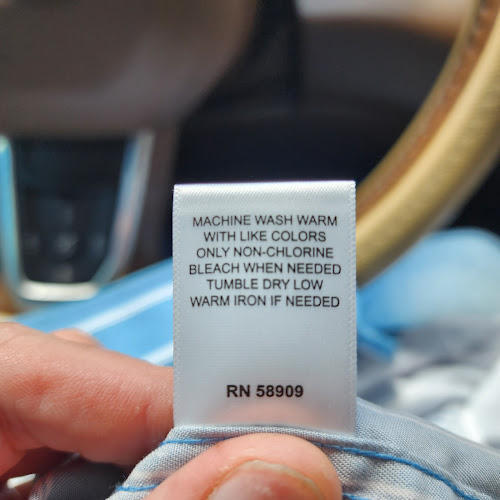 MACHINE WASH WARM
WITH LIKE COLORS
ONLY NON-CHLORINE
BLEACH WHEN NEEDED
TUMBLE DRY LOW
WARM IRON IF NEEDED
RN 58909